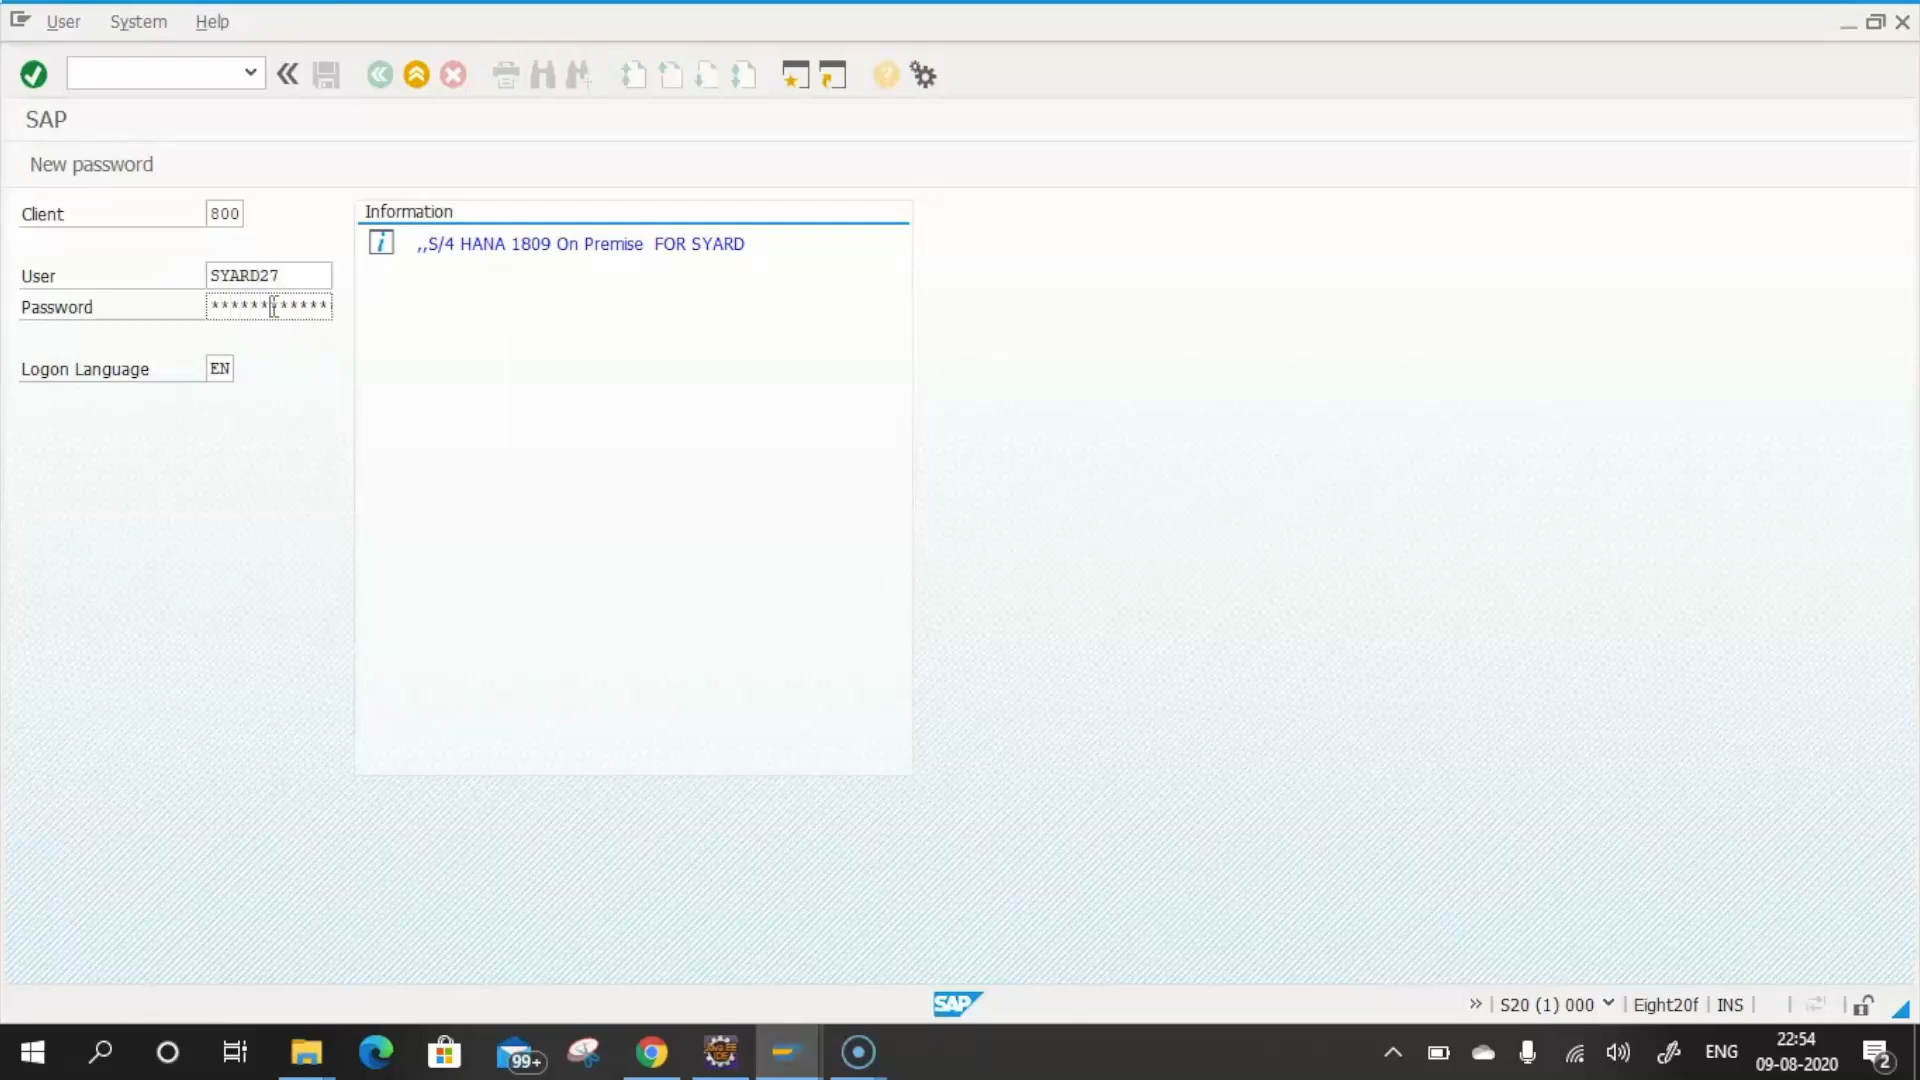 User System Help
SAP
New password
Client 800
Information
,,S/4 HANA 1809 On Premise FOR SYARD
User SYARD27
Password ************
Logon Language EN
SAP
S20 (1) 000 Eight20f INS
99+
ENG
22:54
09-08-2020
2